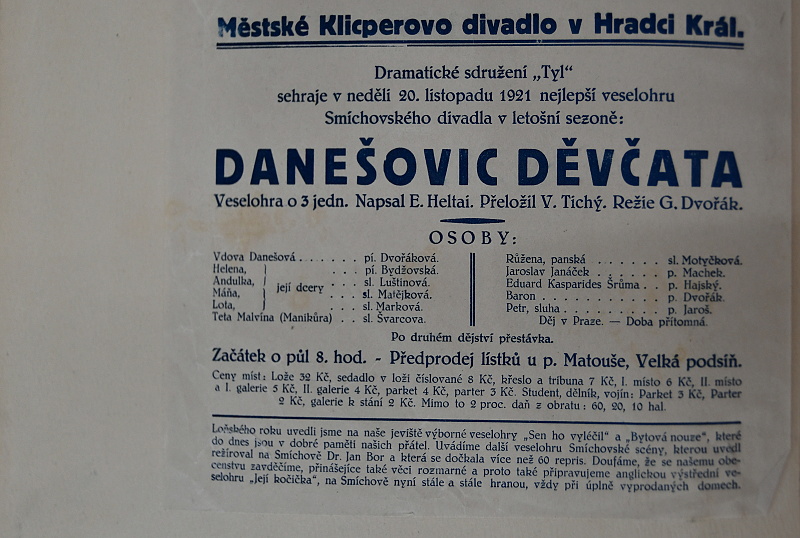 Městské Klicperovo divadlo v Hradci Král.
Dramatické sdružení „Tyl“
sehraje v neděli 20. listopadu 1921 nejlepší veselohru
Smíchovského divadla v letošní sezoně:
DANEŠOVIC DĚVČATA
Veselohra o 3 jedn. Napsal E. Heltai. Přeložil V. Tichý. Režie G. Dvořák.
OSOBY:
Vdova Danešová . . . . . . pí. Dvořáková.
Helena, } . . . pí. Bydžovská.
Andulka, } její dcery . . sl. Luštinová.
Máňa, } . . . sl. Matějková.
Lota, } . . . sl. Marková.
Teta Malvína (Manikůra) . . sl. Švarcova.
Růžena, panská . . . . . . sl. Motyčková.
Jaroslav Janáček . . . . . p. Machek.
Eduard Kasparides Šrůma . . p. Hajský.
Baron . . . . . . . . . p. Dvořák.
Petr, sluha . . . . . . . . p. Jaroš.
Děj v Praze. — Doba přítomná.
Po druhém dějství přestávka.
Začátek o půl 8. hod. - Předprodej lístků u p. Matouše, Velká podsíň.
Ceny míst: Lože 32 Kč, sedadlo v loži číslované 8 Kč, křeslo a tribuna 7 Kč, I. místo 6 Kč, II. místo
a I. galerie 5 Kč, II. galerie 4 Kč, parket 4 Kč, parter 3 Kč. Student, dělník, vojín: Parket 3 Kč, Parter
2 Kč, galerie k stání 2 Kč. Mimo to 2 proc. daň z obratu: 60, 20, 10 hal.
Loňského roku uvedli jsme na naše jeviště výborné veselohry „Sen ho vyléčil“ a „Bytová nouze“, které
do dnes jsou v dobré paměti našich přátel. Uvádíme další veselohru Smíchovské scény, kterou uvedl
režíroval na Smíchově Dr. Jan Bor a která se dočkala více než 60 repris. Doufáme, že se našemu obe-
censtvu zavděčíme, přinášejíce také věci rozmarné a proto také připravujeme anglickou výstřední ve-
selohru „Její kočička“, na Smíchově nyní stále a stále hranou, vždy při úplně vyprodaných domech.